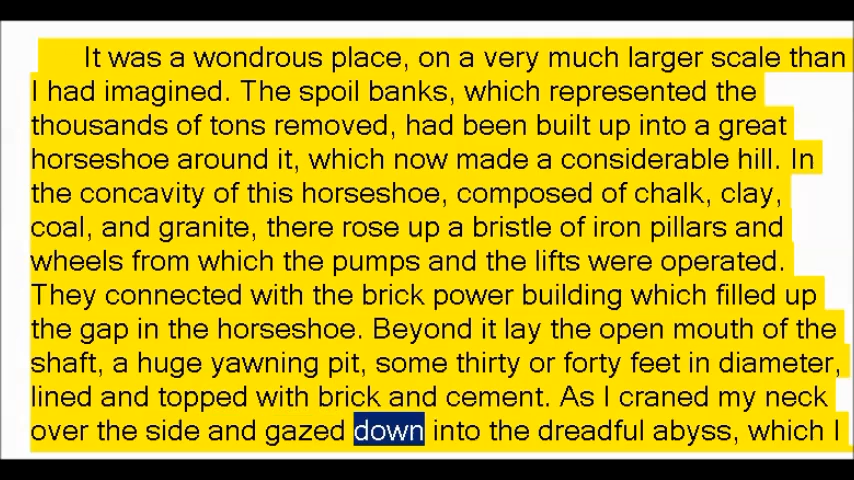 It was a wondrous place, on a very much larger scale than
I had imagined. The spoil banks, which represented the
thousands of tons removed, had been built up into a great
horseshoe around it, which now made a considerable hill. In
the concavity of this horseshoe, composed of chalk, clay,
coal, and granite, there rose up a bristle of iron pillars and
wheels from which the pumps and the lifts were operated.
They connected with the brick power building which filled up
the gap in the horseshoe. Beyond it lay the open mouth of the
shaft, a huge yawning pit, some thirty or forty feet in diameter,
lined and topped with brick and cement. As I craned my neck
over the side and gazed down into the dreadful abyss, which I